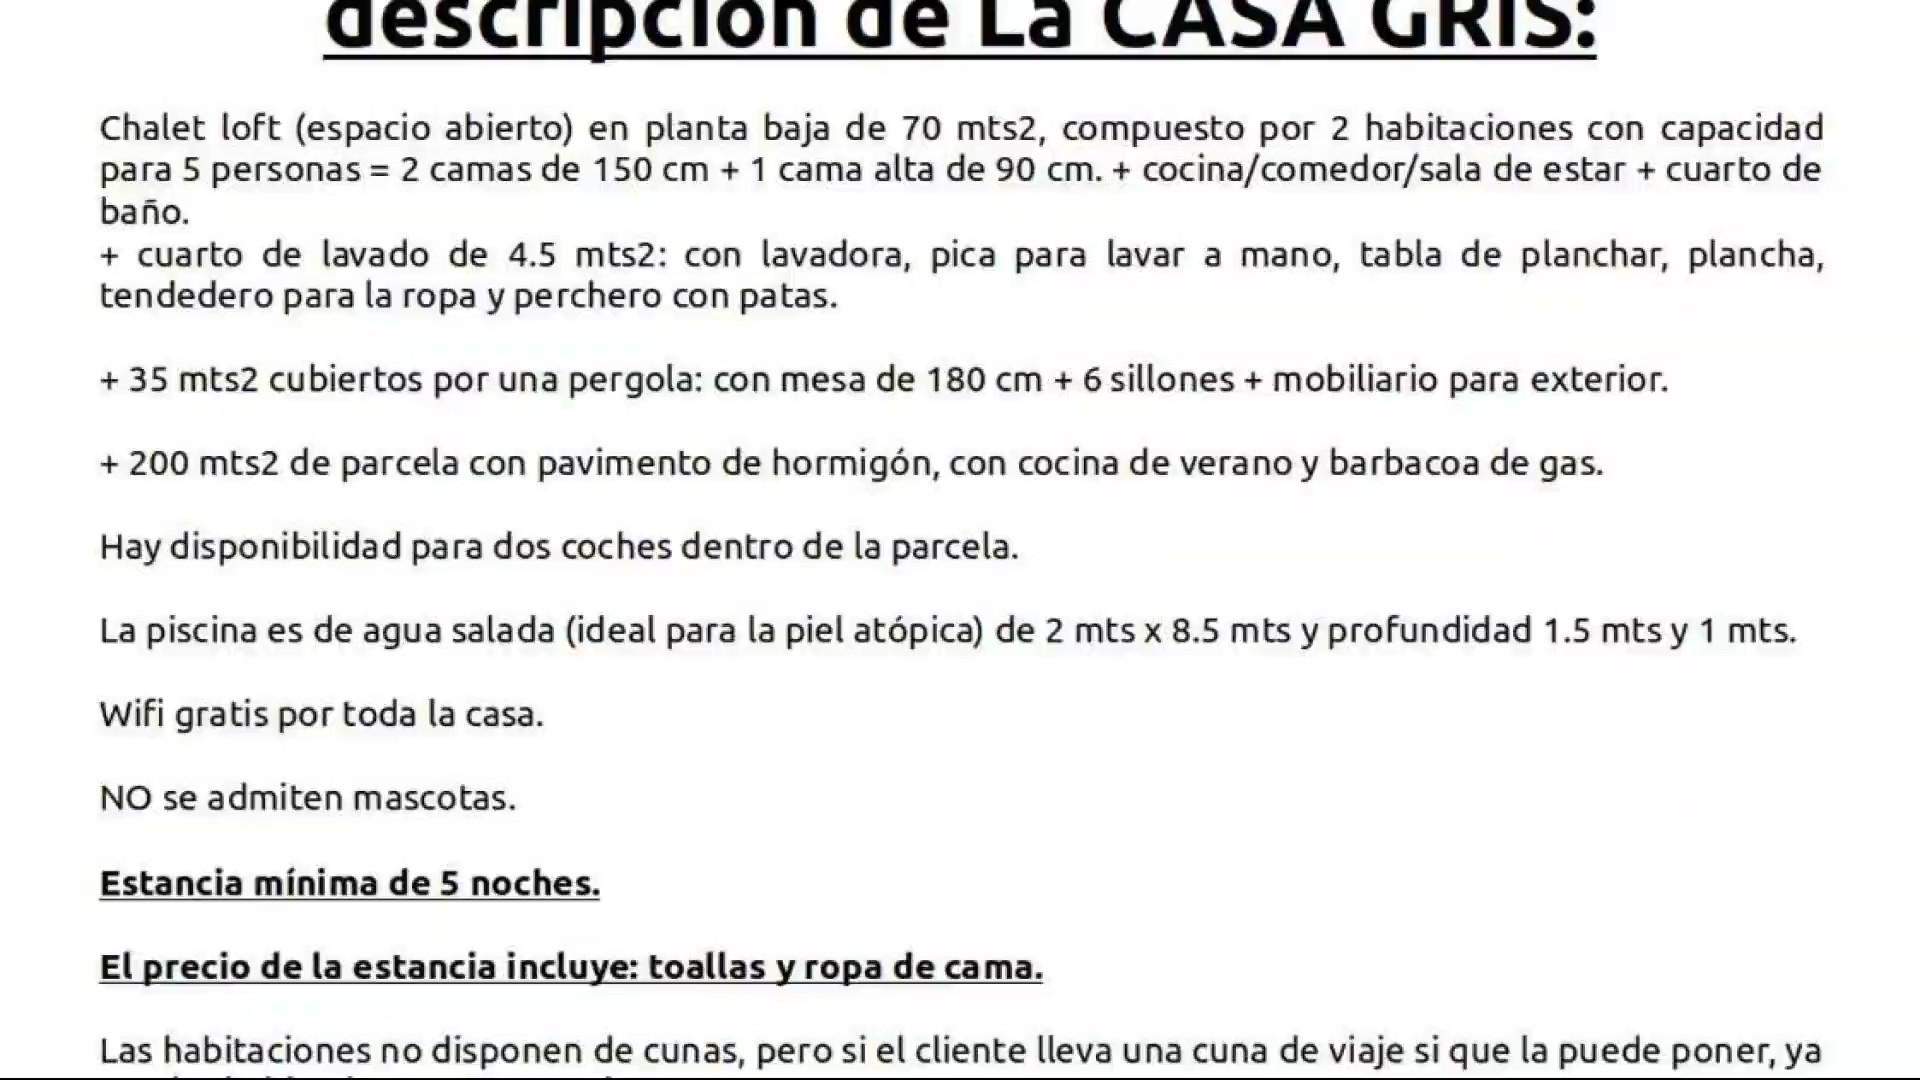 descripción de La CASA GRIS:
Chalet loft (espacio abierto) en planta baja de 70 mts2, compuesto por 2 habitaciones con capacidad
para 5 personas = 2 camas de 150 cm + 1 cama alta de 90 cm. + cocina/comedor/sala de estar + cuarto de
baño.
+ cuarto de lavado de 4.5 mts2: con lavadora, pica para lavar a mano, tabla de planchar, plancha,
tendedero para la ropa y perchero con patas.
+ 35 mts2 cubiertos por una pergola: con mesa de 180 cm + 6 sillones + mobiliario para exterior.
+ 200 mts2 de parcela con pavimento de hormigón, con cocina de verano y barbacoa de gas.
Hay disponibilidad para dos coches dentro de la parcela.
La piscina es de agua salada (ideal para la piel atópica) de 2 mts x 8.5 mts y profundidad 1.5 mts y 1 mts.
Wifi gratis por toda la casa.
NO se admiten mascotas.
Estancia mínima de 5 noches.
El precio de la estancia incluye: toallas y ropa de cama.
Las habitaciones no disponen de cunas, pero si el cliente lleva una cuna de viaje si que la puede poner, ya